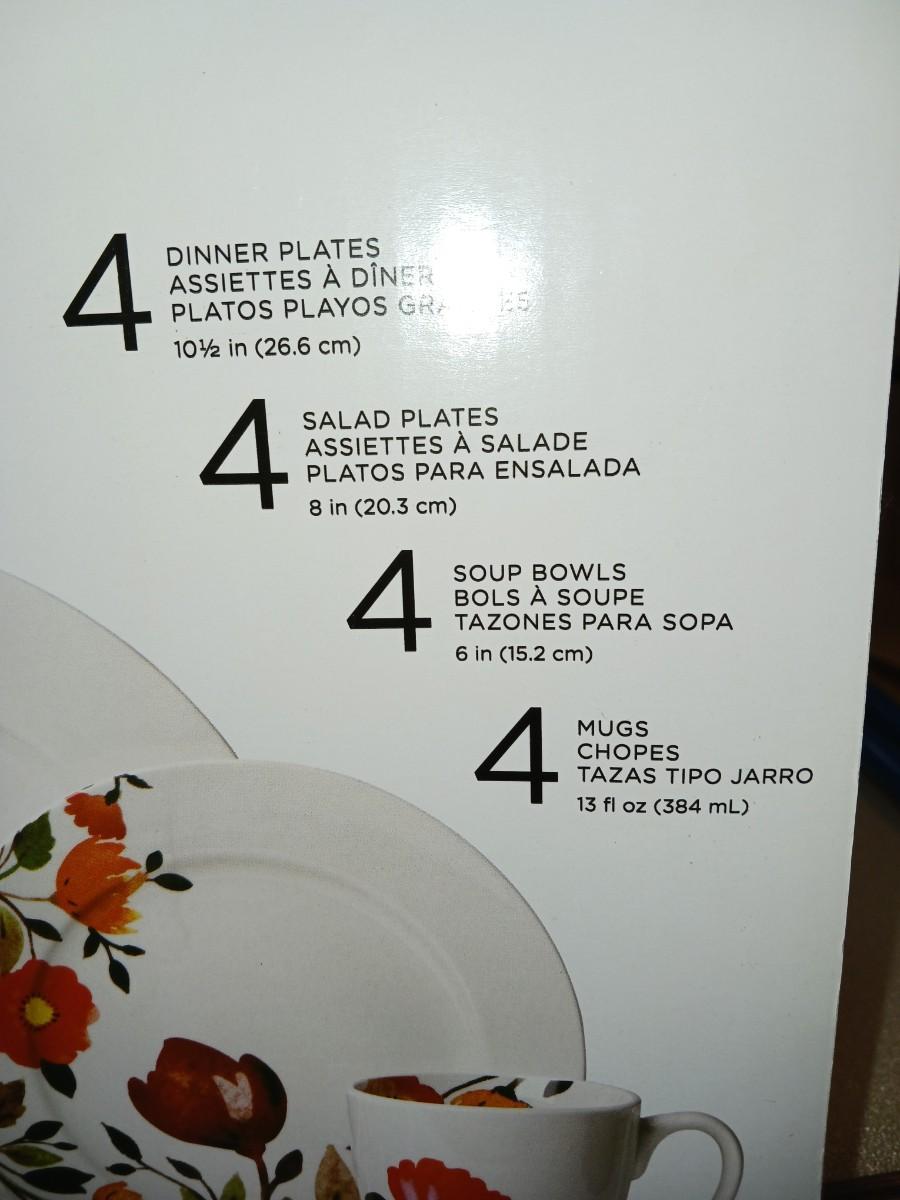 4 DINNER PLATES
ASSIETTES À DÎNER
PLATOS PLAYOS
10½ in (26.6 cm)
4 SALAD PLATES
ASSIETTES À SALADE
PLATOS PARA ENSALADA
8 in (20.3 cm)
4 SOUP BOWLS
BOLS À SOUPE
TAZONES PARA SOPA
6 in (15.2 cm)
4 MUGS
CHOPES
TAZAS TIPO JARRO
13 fl oz (384 mL)